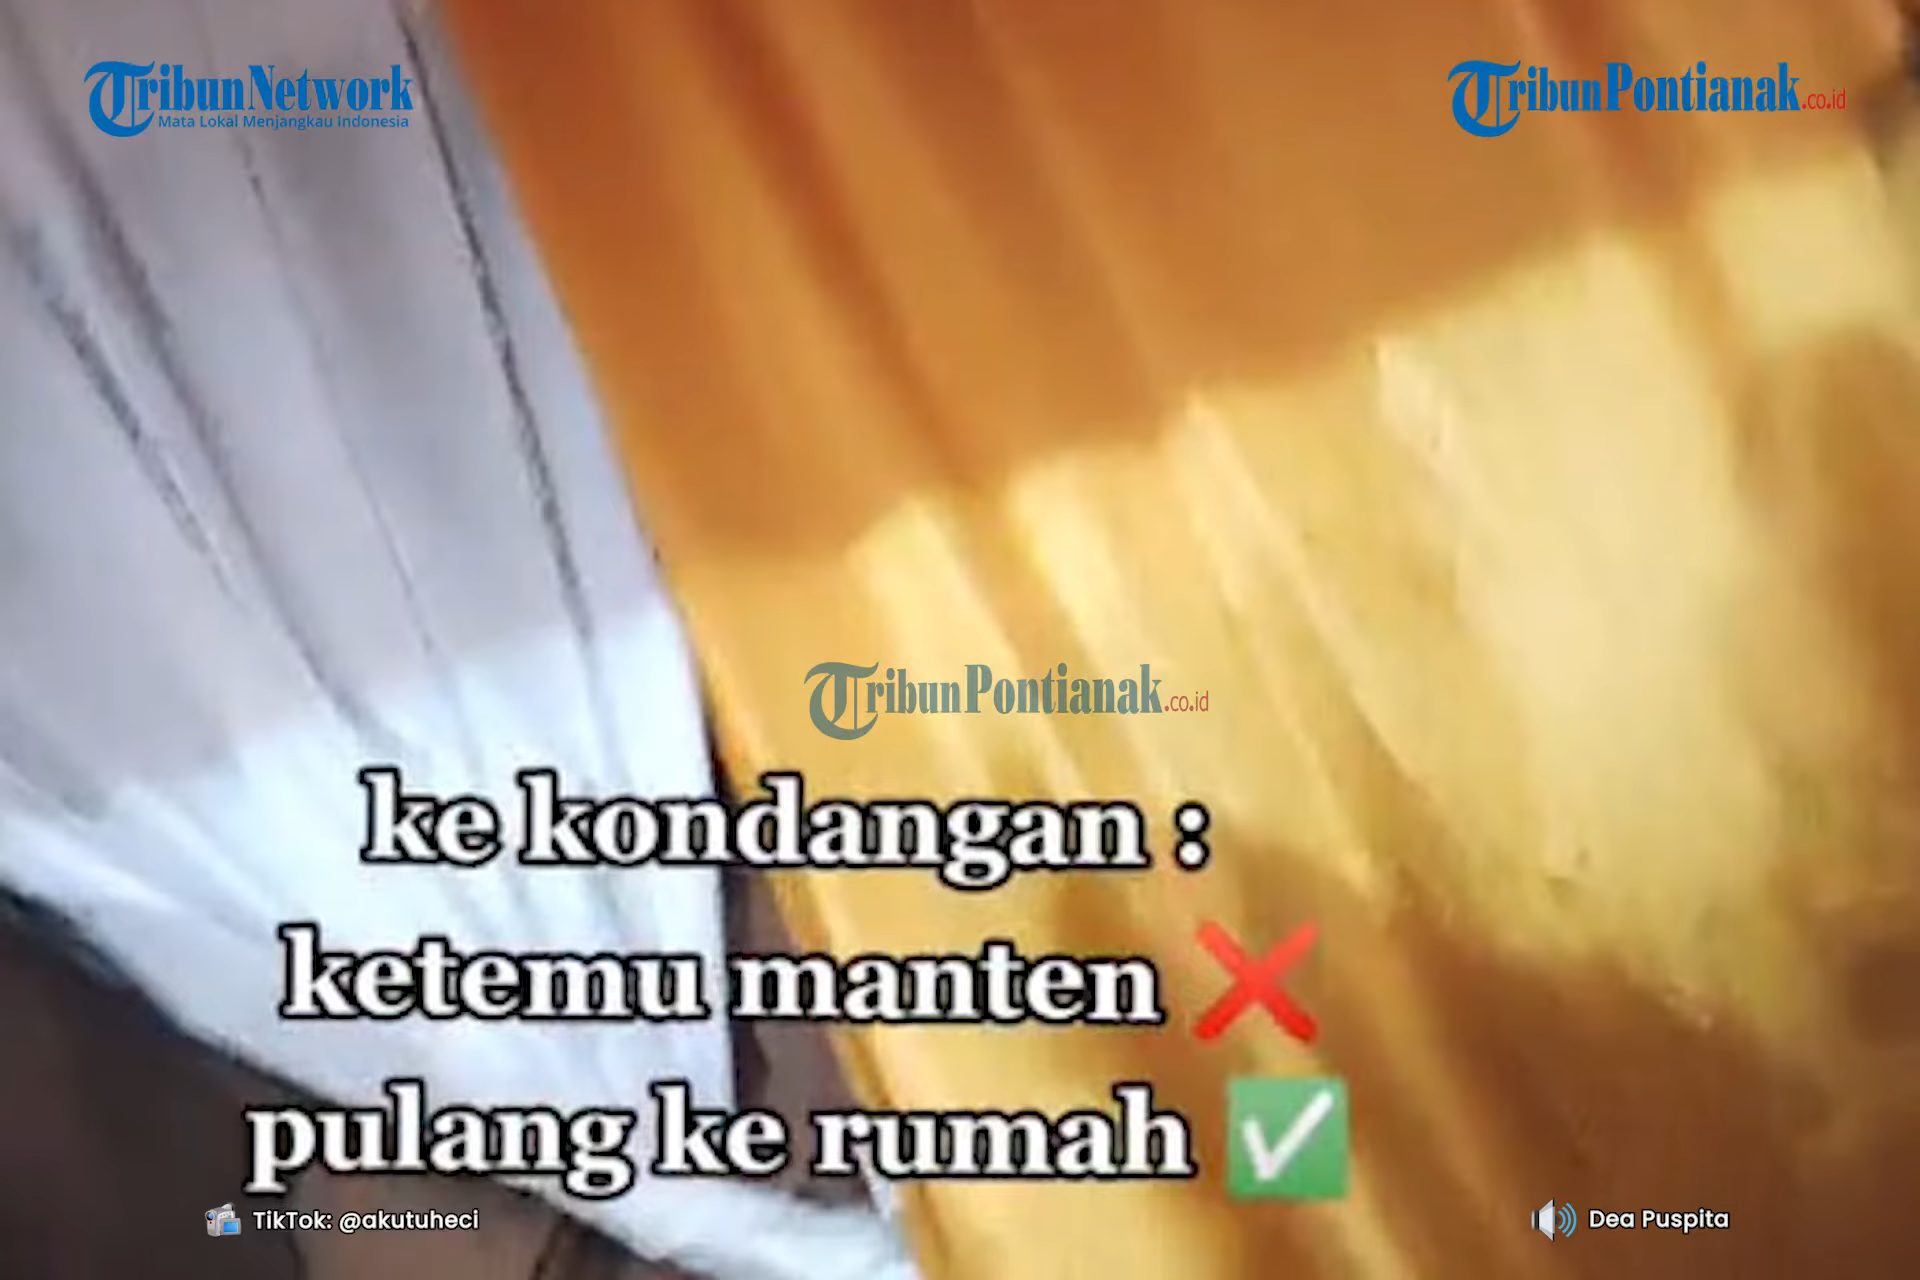 TribunNetwork
Mata Lokal Menjangkau Indonesia
TribunPontianak.co.id
TribunPontianak.co.id
ke kondangan :
ketemu manten ❌
pulang ke rumah ✅
TikTok: @akutuheci
Dea Puspita